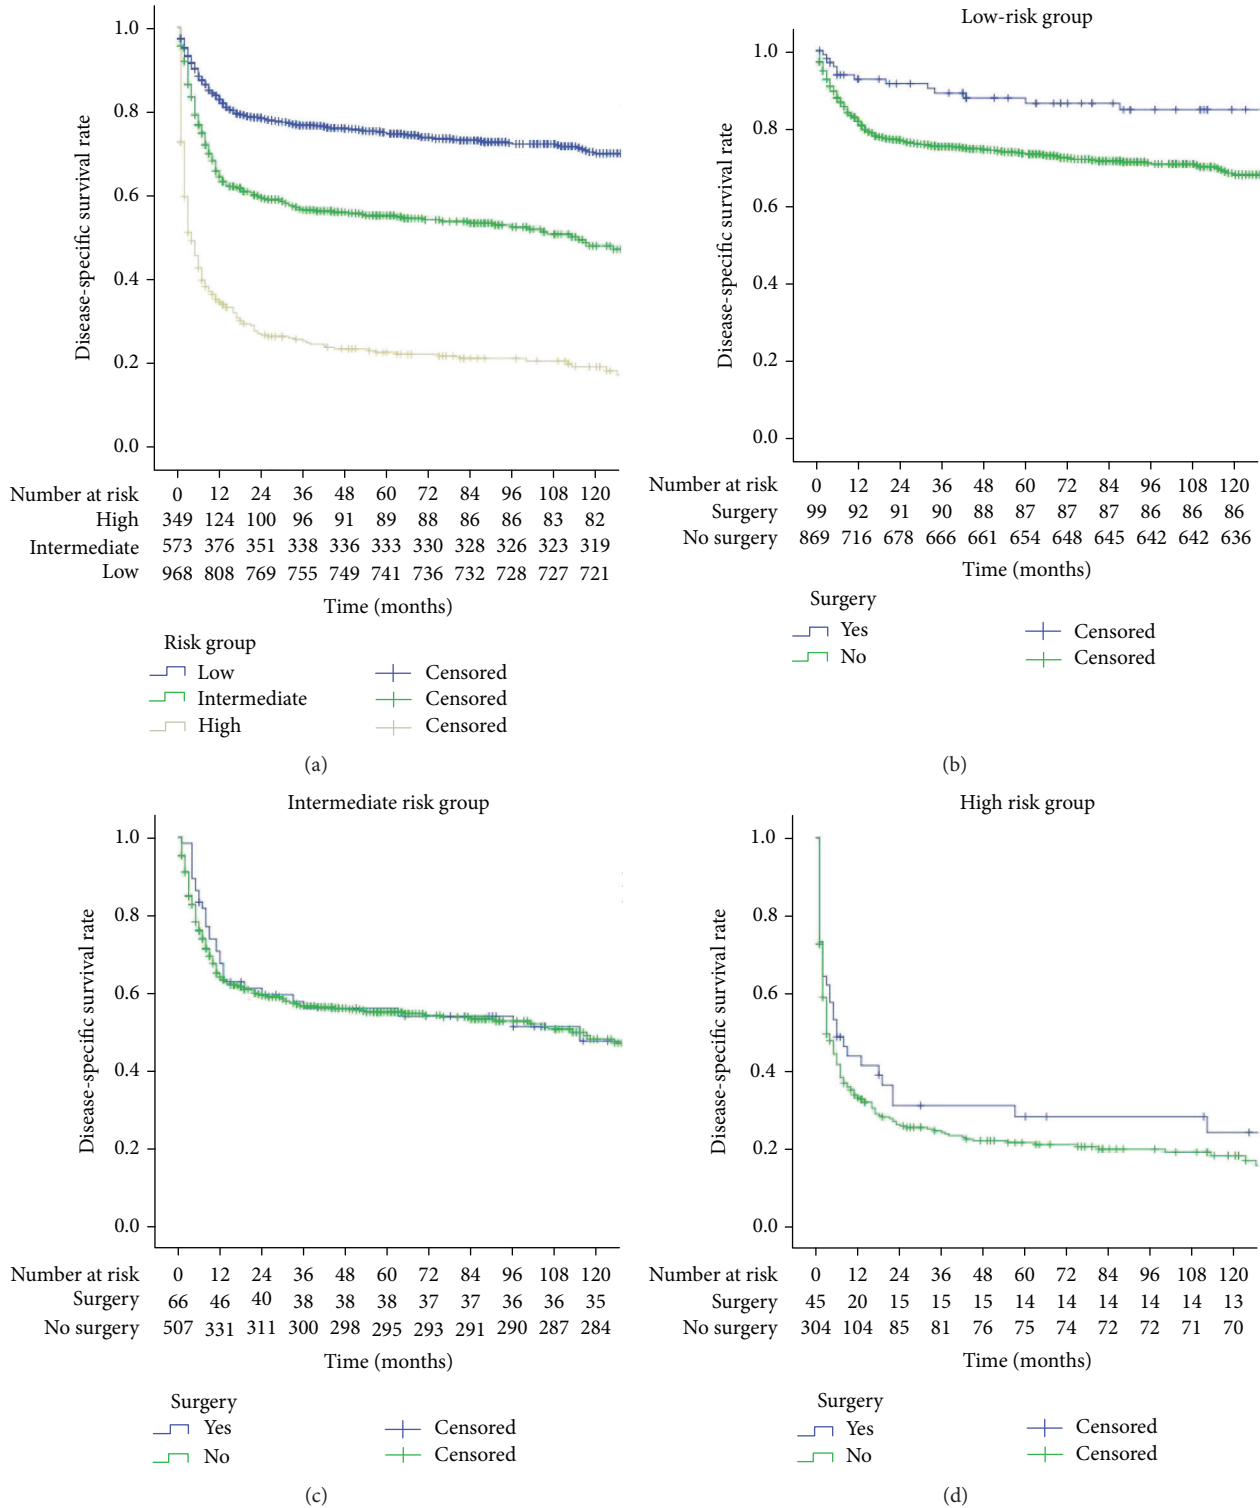 1.0
0.8
0.6
0.4
0.2
0.0
Disease-specific survival rate
Number at risk 0 12 24 36 48 60 72 84 96 108 120
High 349 124 100 96 91 89 88 86 86 83 82
Intermediate 573 376 351 338 336 333 330 328 326 323 319
Low 968 808 769 755 749 741 736 732 728 727 721
Time (months)
Risk group
Low Censored
Intermediate Censored
High Censored
(a)
Low-risk group
1.0
0.8
0.6
0.4
0.2
0.0
Disease-specific survival rate
Number at risk 0 12 24 36 48 60 72 84 96 108 120
Surgery 99 92 91 90 88 87 87 87 86 86 86
No surgery 869 716 678 666 661 654 648 645 642 642 636
Time (months)
Surgery
Yes Censored
No Censored
(b)
Intermediate risk group
1.0
0.8
0.6
0.4
0.2
0.0
Disease-specific survival rate
Number at risk 0 12 24 36 48 60 72 84 96 108 120
Surgery 66 46 40 38 38 38 37 37 36 36 35
No surgery 507 331 311 300 298 295 293 291 290 287 284
Time (months)
Surgery
Yes Censored
No Censored
(c)
High risk group
1.0
0.8
0.6
0.4
0.2
0.0
Disease-specific survival rate
Number at risk 0 12 24 36 48 60 72 84 96 108 120
Surgery 45 20 15 15 15 14 14 14 14 14 13
No surgery 304 104 85 81 76 75 74 72 72 71 70
Time (months)
Surgery
Yes Censored
No Censored
(d)